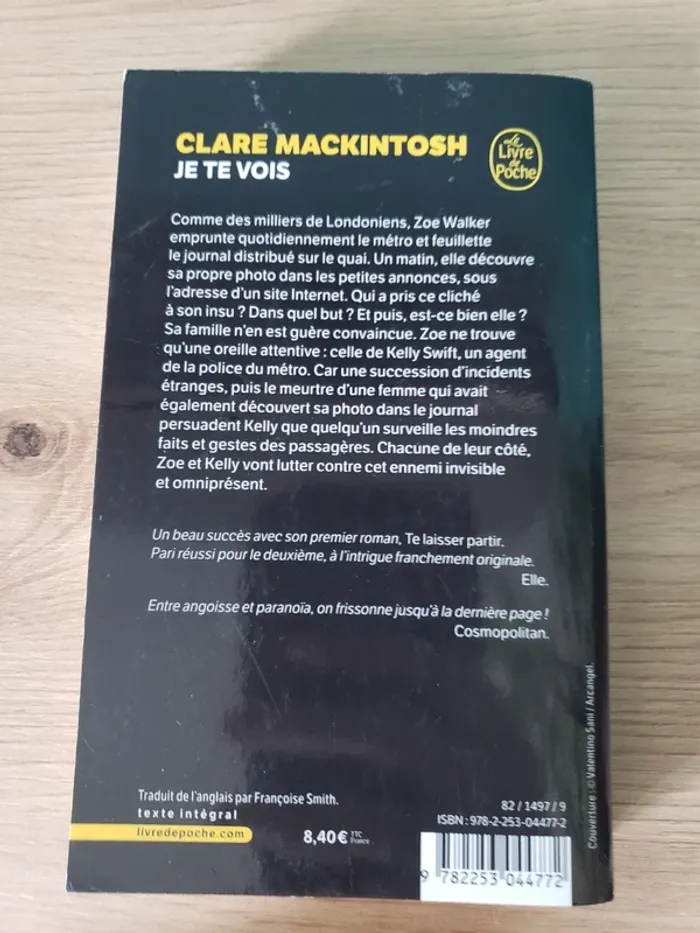 CLARE MACKINTOSH
JE TE VOIS
Le
Livre
de
Poche
Comme des milliers de Londoniens, Zoe Walker
emprunte quotidiennement le métro et feuillette
le journal distribué sur le quai. Un matin, elle découvre
sa propre photo dans les petites annonces, sous
l'adresse d'un site Internet. Qui a pris ce cliché
à son insu ? Dans quel but ? Et puis, est-ce bien elle ?
Sa famille n'en est guère convaincue. Zoe ne trouve
qu'une oreille attentive : celle de Kelly Swift, un agent
de la police du métro. Car une succession d'incidents
étranges, puis le meurtre d'une femme qui avait
également découvert sa photo dans le journal
persuadent Kelly que quelqu'un surveille les moindres
faits et gestes des passagères. Chacune de leur côté,
Zoe et Kelly vont lutter contre cet ennemi invisible
et omniprésent.
Un beau succès avec son premier roman, Te laisser partir.
Pari réussi pour le deuxième, à l'intrigue franchement originale.
Elle.
Entre angoisse et paranoïa, on frissonne jusqu'à la dernière page !
Cosmopolitan.
Traduit de l'anglais par Françoise Smith.
texte intégral
livredepoche.com
8,40 € TTC
France
82 / 1497 / 9
ISBN : 978-2-253-04477-2
9 782253 044772
Couverture : © Valentino Sani / Arcangel.